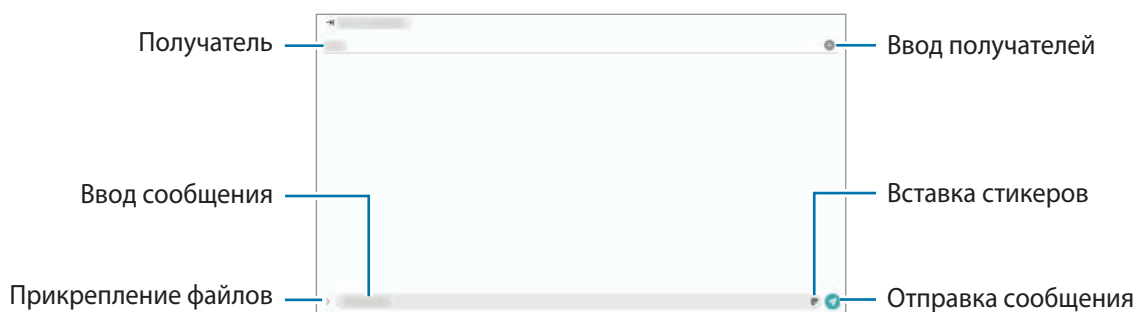 Получатель
Ввод получателей
Ввод сообщения
Вставка стикеров
Прикрепление файлов
Отправка сообщения